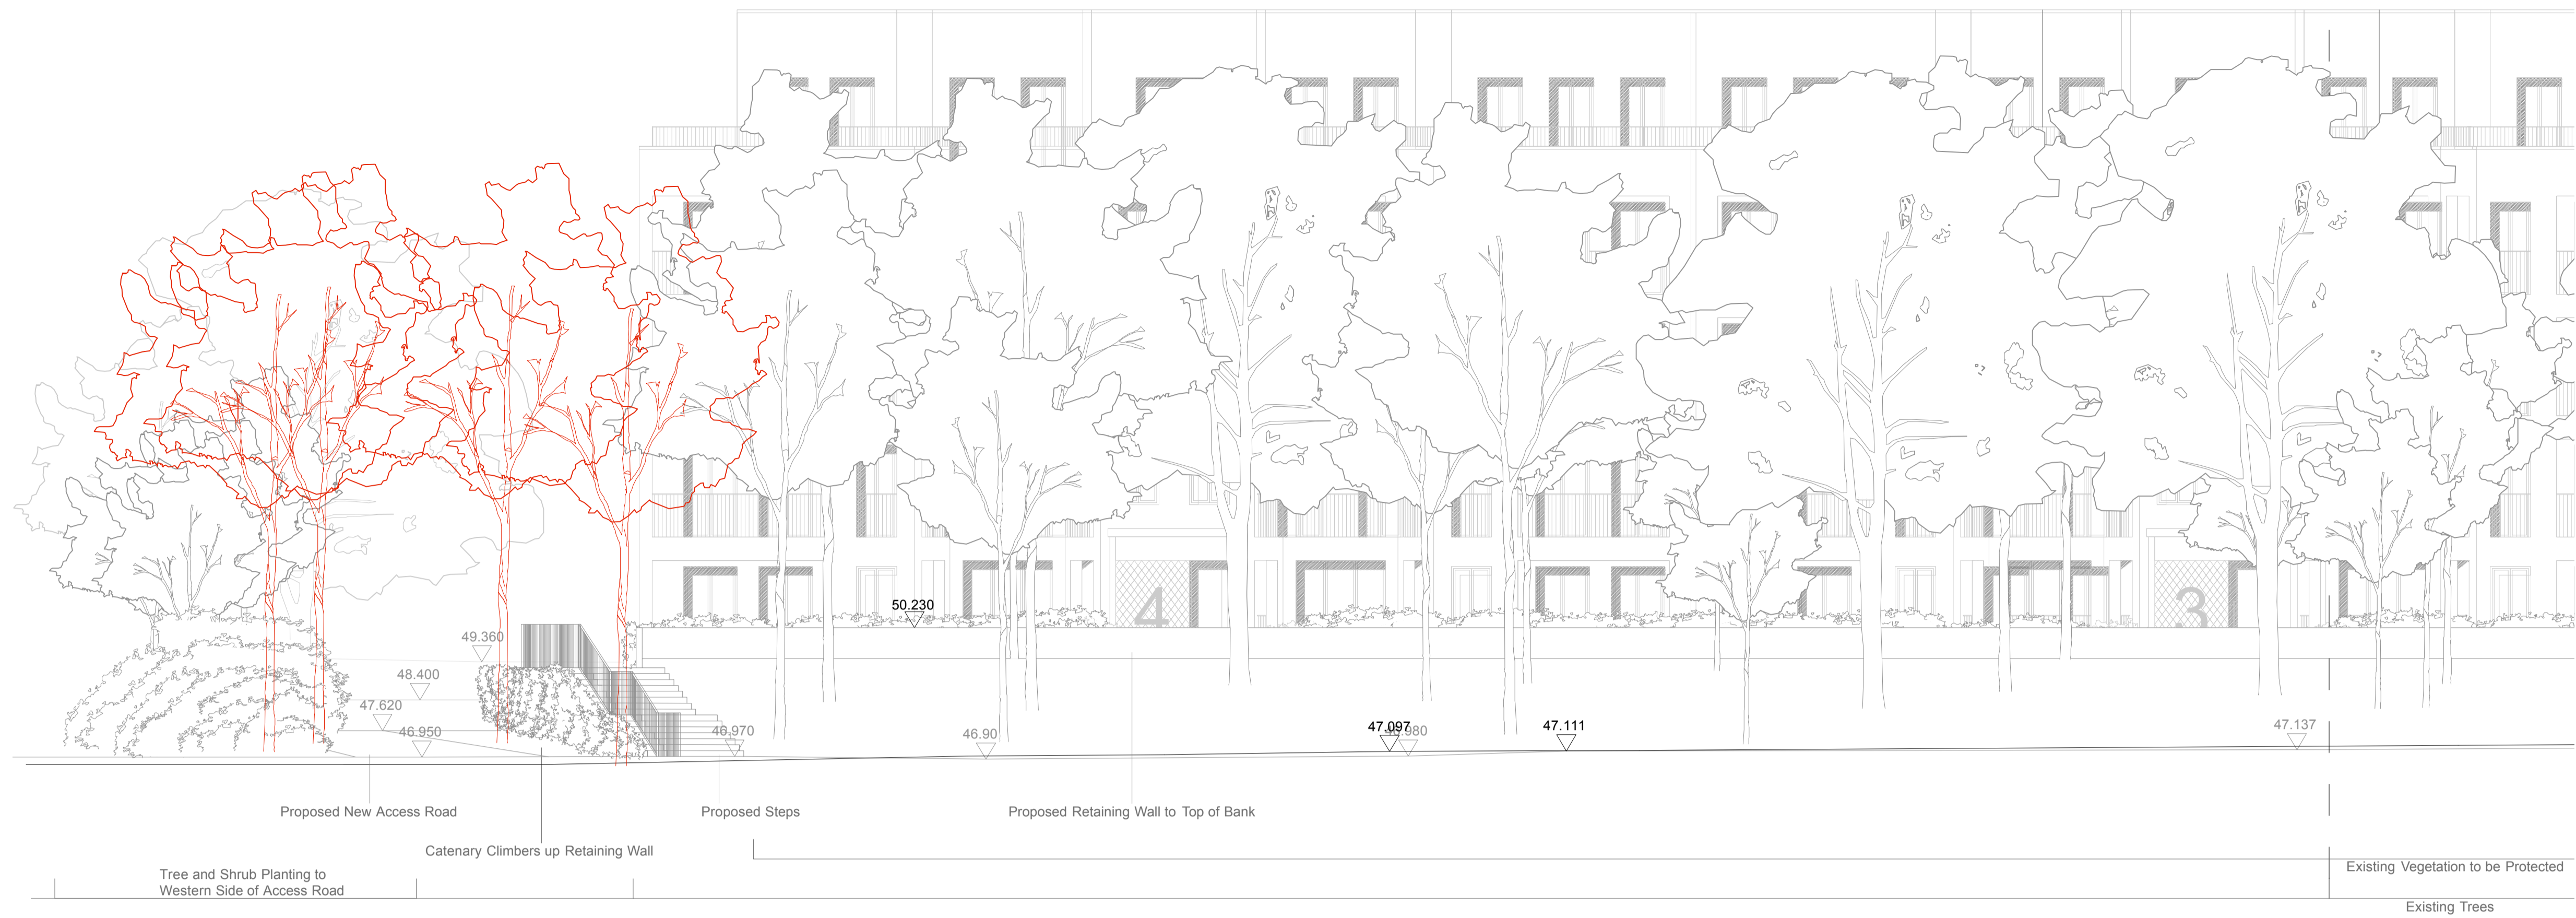 4
3
50.230
49.360
48.400
47.620
46.950
46.970
46.90
47.097
47.111
47.137
Proposed New Access Road
Proposed Steps
Proposed Retaining Wall to Top of Bank
Catenary Climbers up Retaining Wall
Existing Vegetation to be Protected
Tree and Shrub Planting to
Western Side of Access Road
Existing Trees